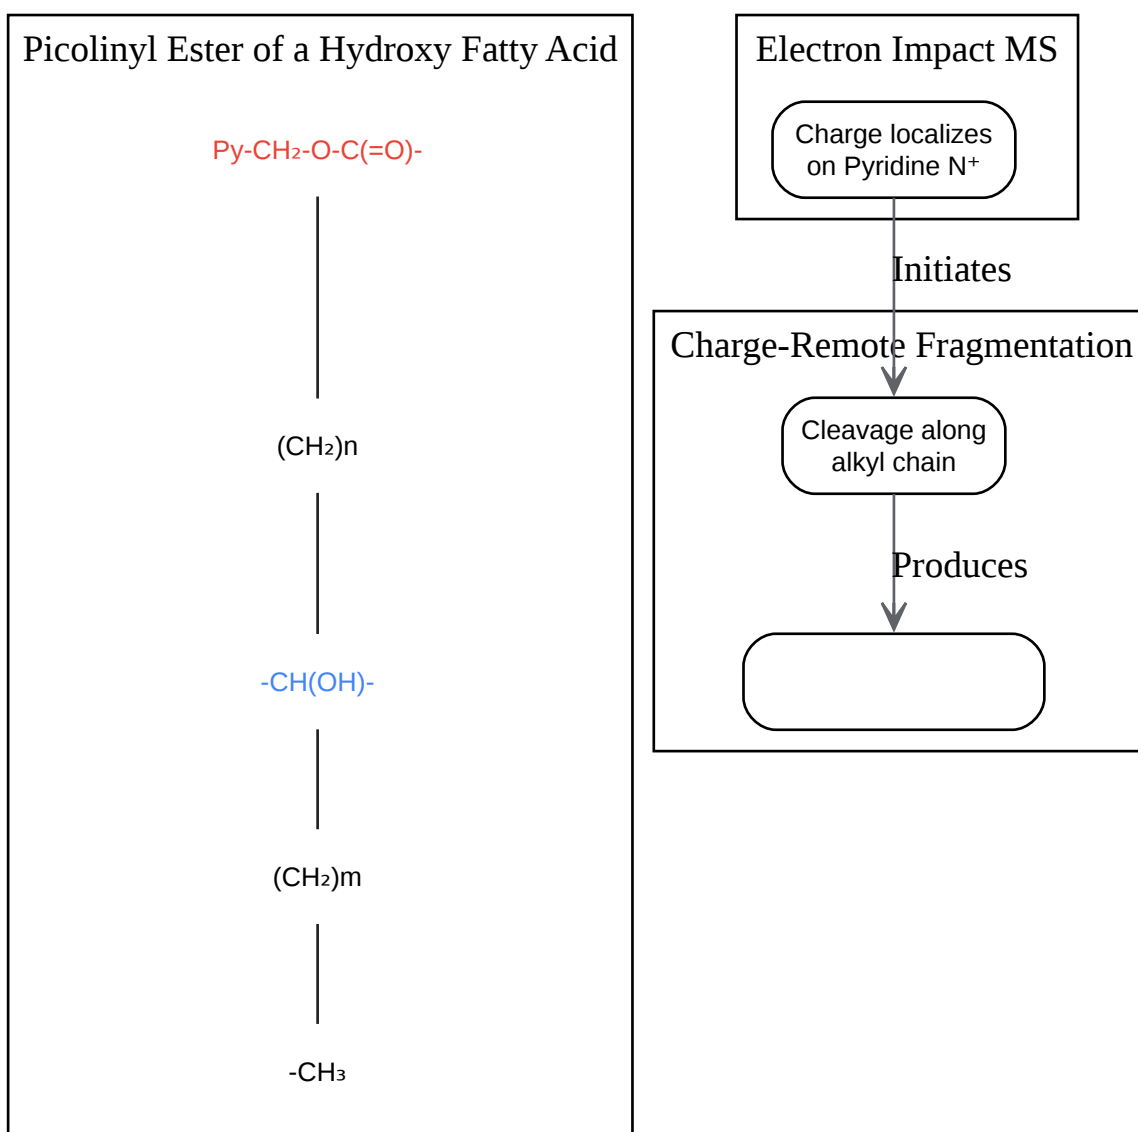 Picolinyl Ester of a Hydroxy Fatty Acid
Py-CH₂-O-C(=O)-
(CH₂)n
-CH(OH)-
(CH₂)m
-CH₃
Electron Impact MS
Charge localizes
on Pyridine N⁺
Initiates
Charge-Remote Fragmentation
Cleavage along
alkyl chain
Produces